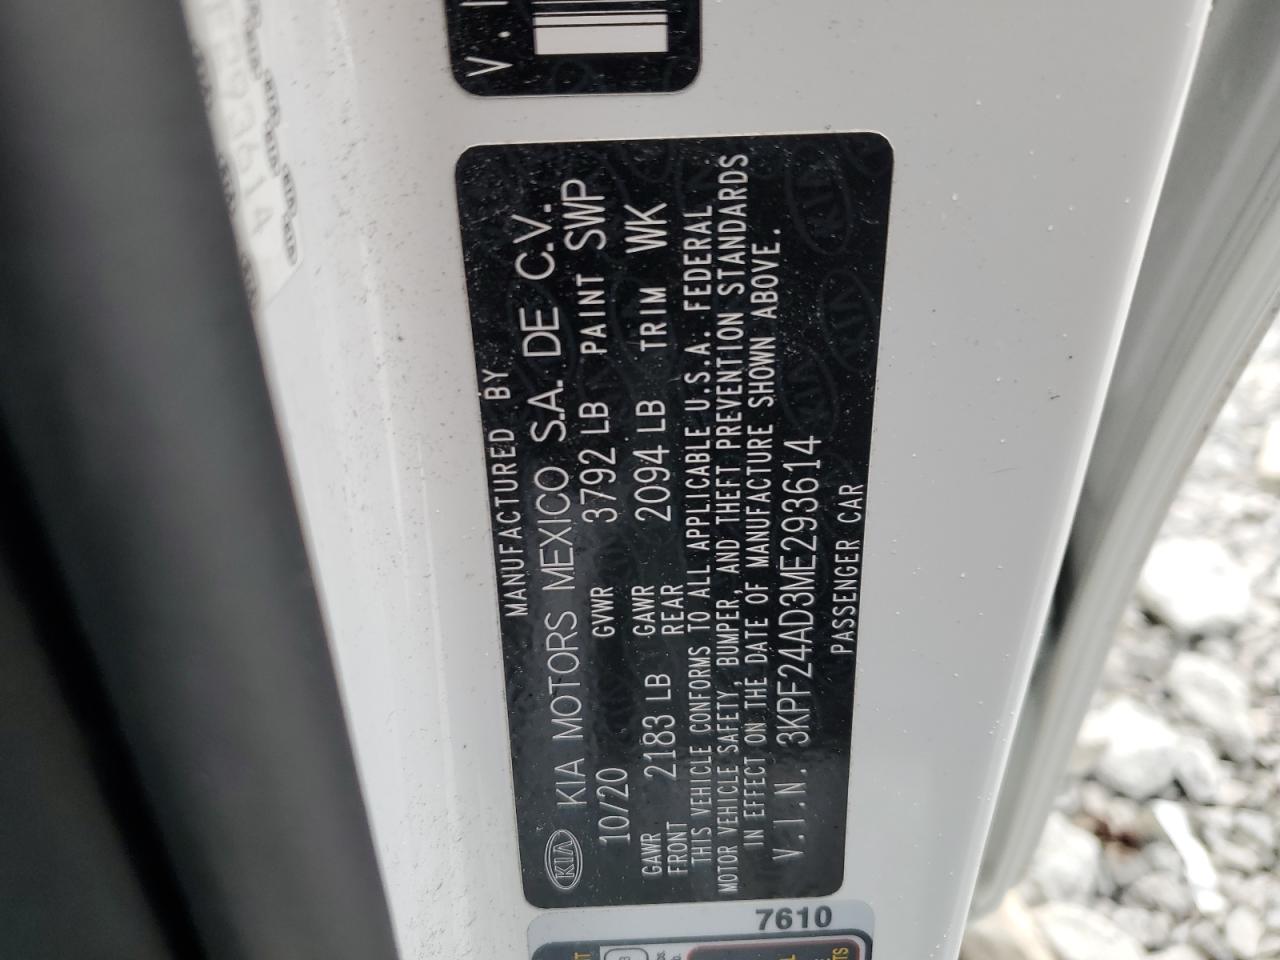 V.I
MANUFACTURED BY
KIA KIA MOTORS MEXICO S.A. DE C.V.
10/20 GVWR 3792 LB PAINT SWP
GAWR FRONT 2183 LB GAWR REAR 2094 LB TRIM WK
THIS VEHICLE CONFORMS TO ALL APPLICABLE U.S.A. FEDERAL
MOTOR VEHICLE SAFETY, BUMPER, AND THEFT PREVENTION STANDARDS
IN EFFECT ON THE DATE OF MANUFACTURE SHOWN ABOVE.
V.I.N. 3KPF24AD3ME293614
PASSENGER CAR
7610
93614